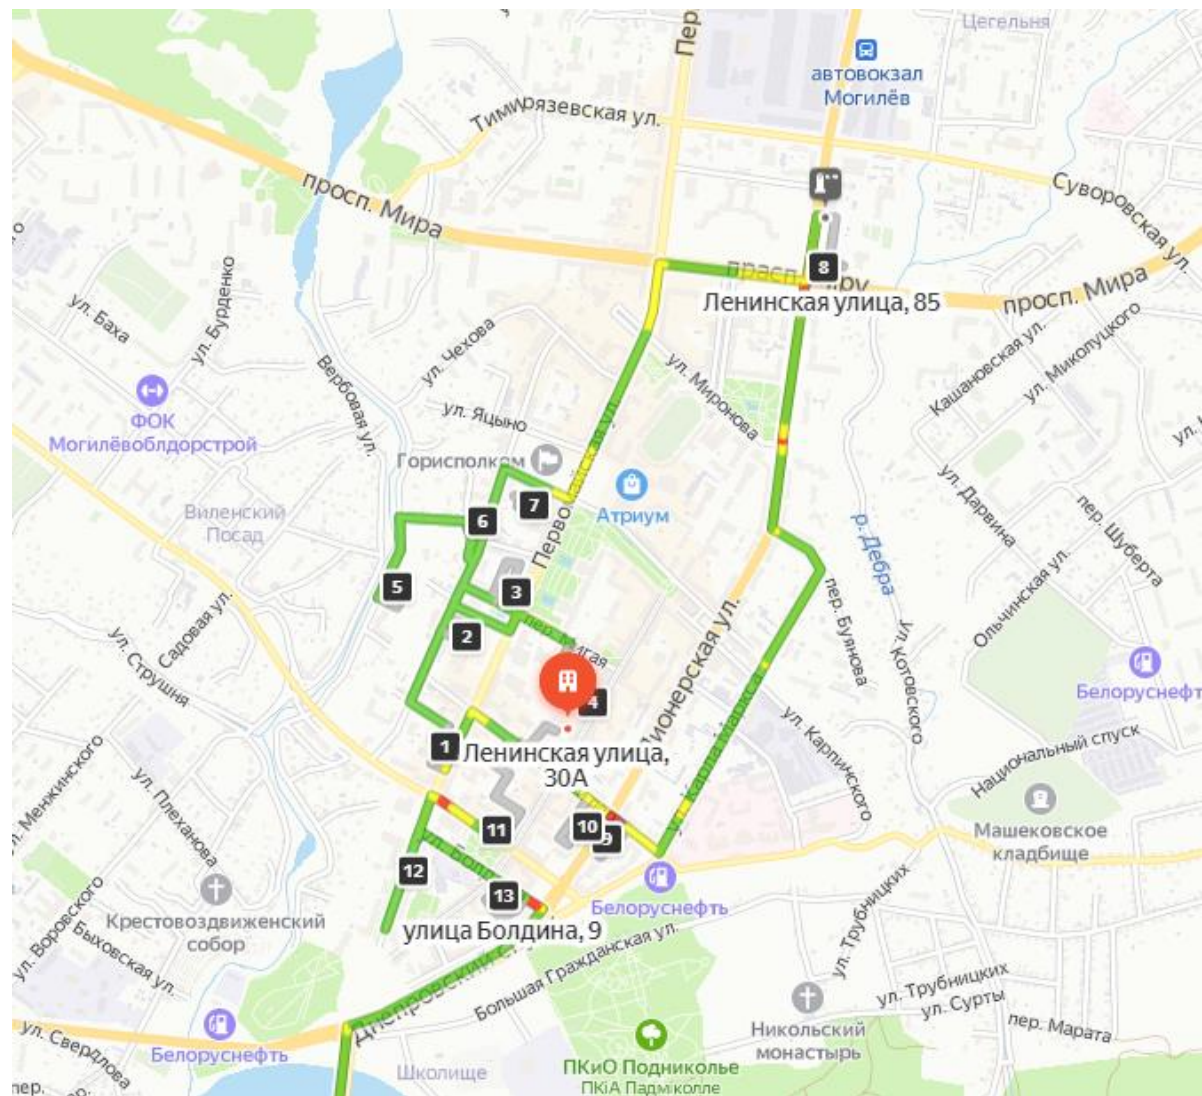 Цегельня
автовокзал
Могилёв
Тимирязевская ул.
Суворовская ул.
просп. Мира
8
просп. Мира
Ленинская улица, 85
ул. Баха
ул. Бурденко
ул. Чехова
Вербовая ул.
ул. Миронова
Кашановская ул.
ул. Миколуцкого
ФОК
Могилёвоблдорстрой
ул. Яцыно
Горисполком
Атриум
Виленский
Посад
7
6
5
3
2
4
1
ул. Дарвина
пер. Шуберта
р. Дебра
Ольчинская ул.
пер. Буянова
ул. Котовского
пер. Мигая
Садовая ул.
ул. Струшня
Пионерская ул.
ул. Карла Маркса
Белоруснефть
ул. Карпинского
Национальный спуск
Ленинская улица,
30А
ул. Менжинского
ул. Плеханова
Машековское
кладбище
11
10
9
12
13
Белоруснефть
Крестовоздвиженский
собор
улица Болдина, 9
ул. Воровского
Быховская ул.
Большая Гражданская ул.
ул. Трубницких
ул. Трубницких
ул. Сурты
пер. Марата
Никольский
монастырь
ул. Свердлова
Белоруснефть
Школище
ПКиО Подниколье
ПКіА Падміколле
пер.